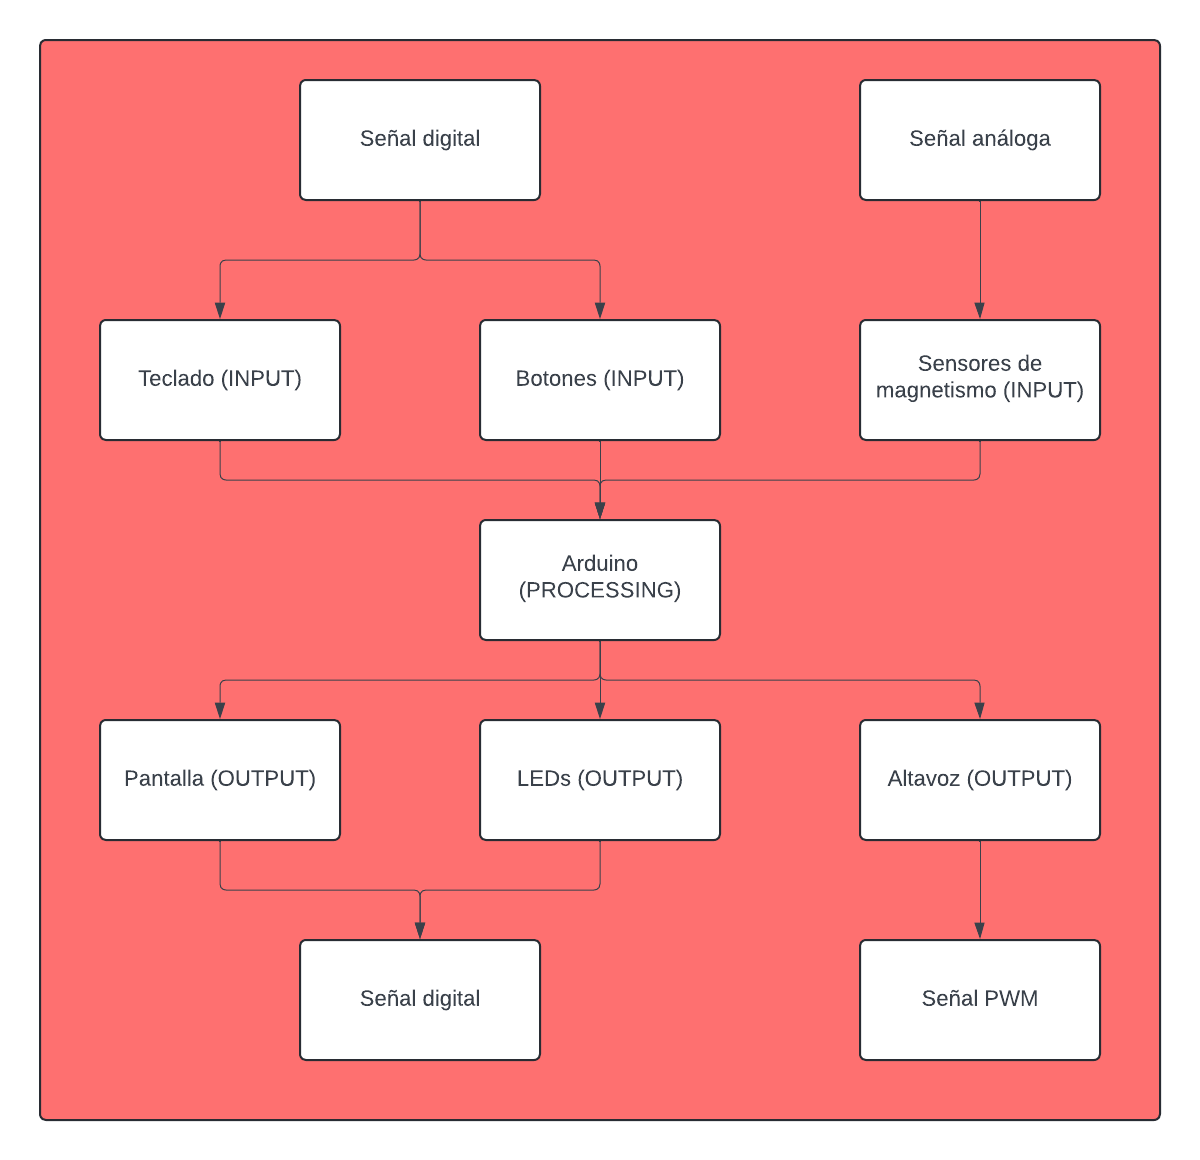 Señal digital
Señal análoga
Teclado (INPUT)
Botones (INPUT)
Sensores de
magnetismo (INPUT)
Arduino
(PROCESSING)
Pantalla (OUTPUT)
LEDs (OUTPUT)
Altavoz (OUTPUT)
Señal digital
Señal PWM